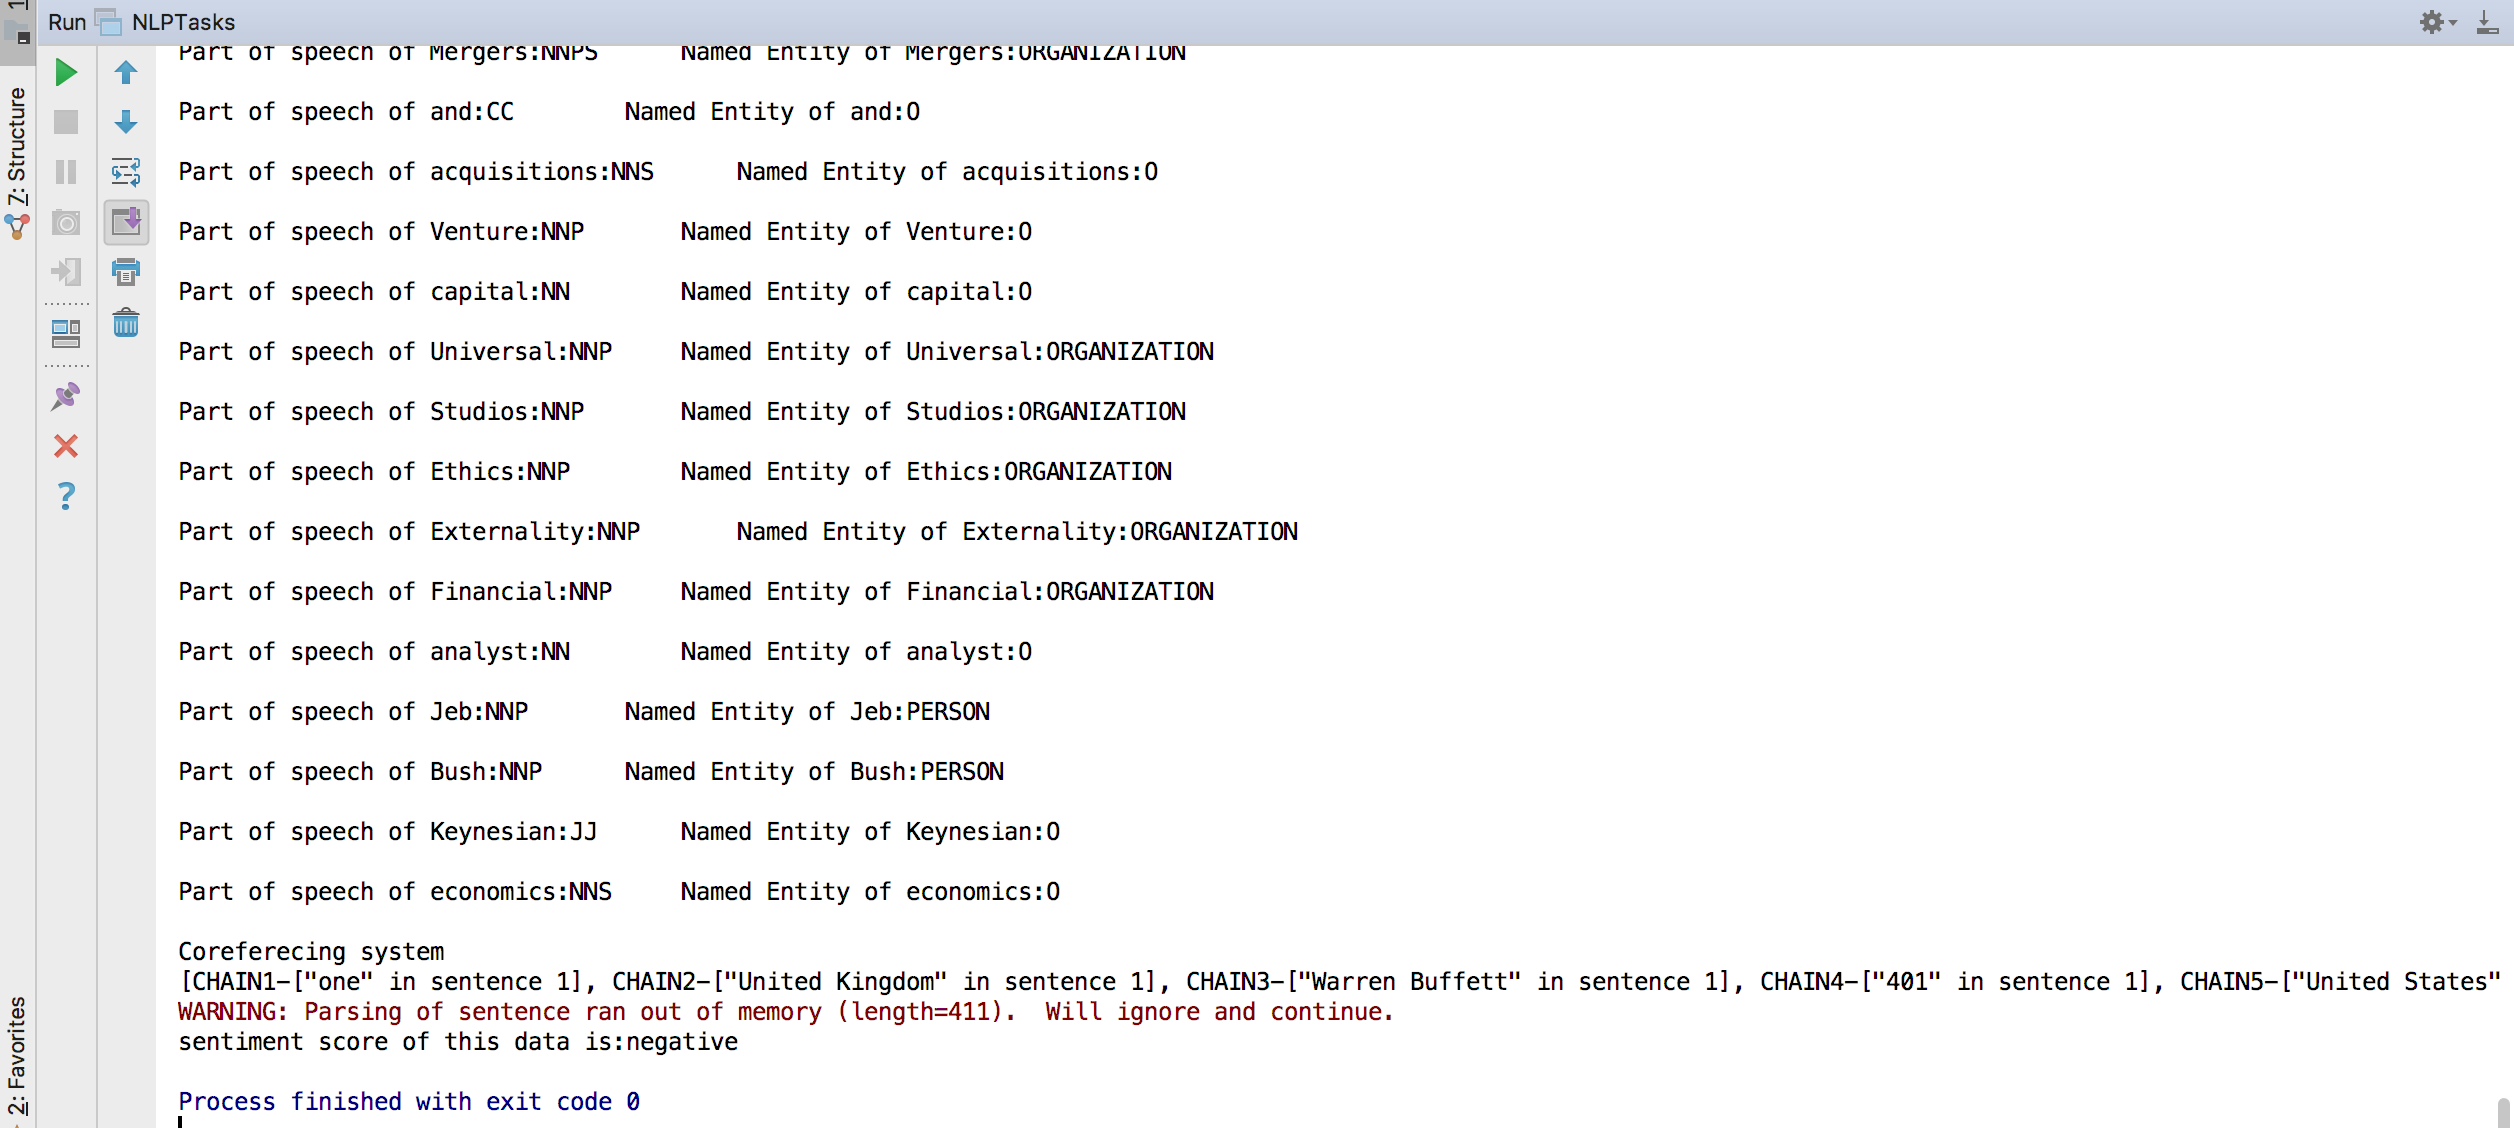 Run NLPTasks
1
7: Structure
2: Favorites
Part of speech of Mergers:NNPS Named Entity of Mergers:ORGANIZATION
Part of speech of and:CC Named Entity of and:O
Part of speech of acquisitions:NNS Named Entity of acquisitions:O
Part of speech of Venture:NNP Named Entity of Venture:O
Part of speech of capital:NN Named Entity of capital:O
Part of speech of Universal:NNP Named Entity of Universal:ORGANIZATION
Part of speech of Studios:NNP Named Entity of Studios:ORGANIZATION
Part of speech of Ethics:NNP Named Entity of Ethics:ORGANIZATION
Part of speech of Externality:NNP Named Entity of Externality:ORGANIZATION
Part of speech of Financial:NNP Named Entity of Financial:ORGANIZATION
Part of speech of analyst:NN Named Entity of analyst:O
Part of speech of Jeb:NNP Named Entity of Jeb:PERSON
Part of speech of Bush:NNP Named Entity of Bush:PERSON
Part of speech of Keynesian:JJ Named Entity of Keynesian:O
Part of speech of economics:NNS Named Entity of economics:O
Coreferecing system
[CHAIN1-["one" in sentence 1], CHAIN2-["United Kingdom" in sentence 1], CHAIN3-["Warren Buffett" in sentence 1], CHAIN4-["401" in sentence 1], CHAIN5-["United States"
WARNING: Parsing of sentence ran out of memory (length=411). Will ignore and continue.
sentiment score of this data is:negative
Process finished with exit code 0